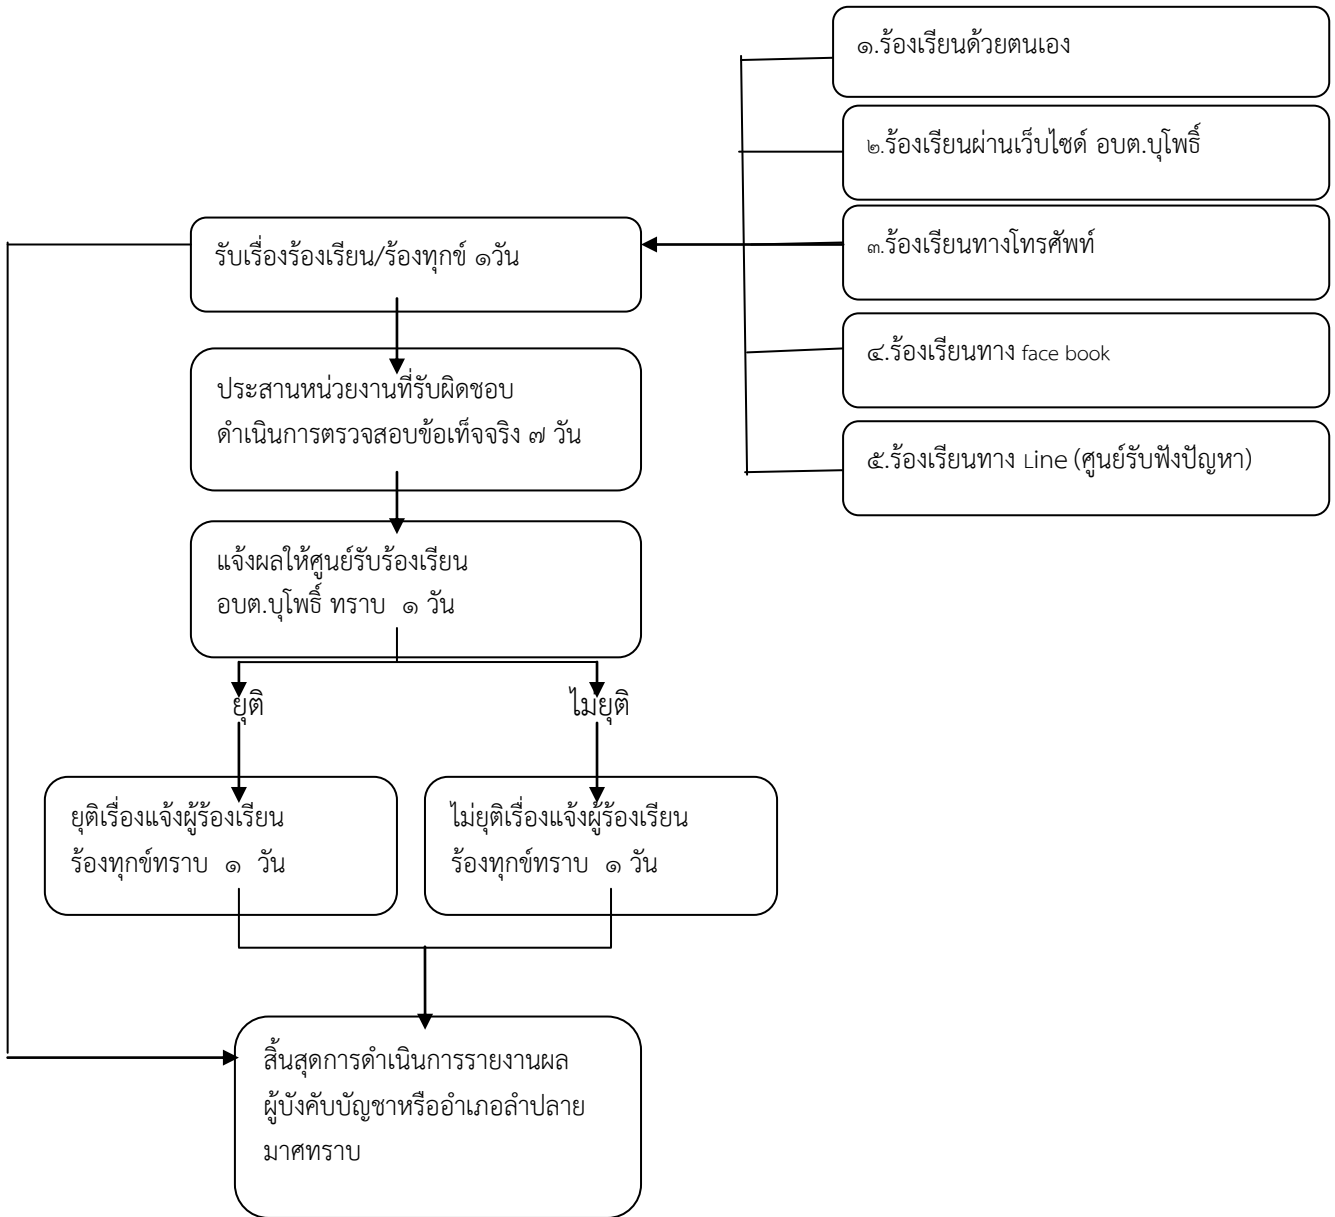 ๑.ร้องเรียนด้วยตนเอง
๒.ร้องเรียนผ่านเว็บไซด์ อบต.บุโพธิ์
๓.ร้องเรียนทางโทรศัพท์
๔.ร้องเรียนทาง face book
๕.ร้องเรียนทาง Line (ศูนย์รับฟังปัญหา)
รับเรื่องร้องเรียน/ร้องทุกข์ ๑วัน
ประสานหน่วยงานที่รับผิดชอบ
ดำเนินการตรวจสอบข้อเท็จจริง ๗ วัน
แจ้งผลให้ศูนย์รับร้องเรียน
อบต.บุโพธิ์ ทราบ ๑ วัน
ยุติ
ไม่ยุติ
ยุติเรื่องแจ้งผู้ร้องเรียน
ร้องทุกข์ทราบ ๑ วัน
ไม่ยุติเรื่องแจ้งผู้ร้องเรียน
ร้องทุกข์ทราบ ๑ วัน
สิ้นสุดการดำเนินการรายงานผล
ผู้บังคับบัญชาหรืออำเภอลำปลาย
มาศทราบ